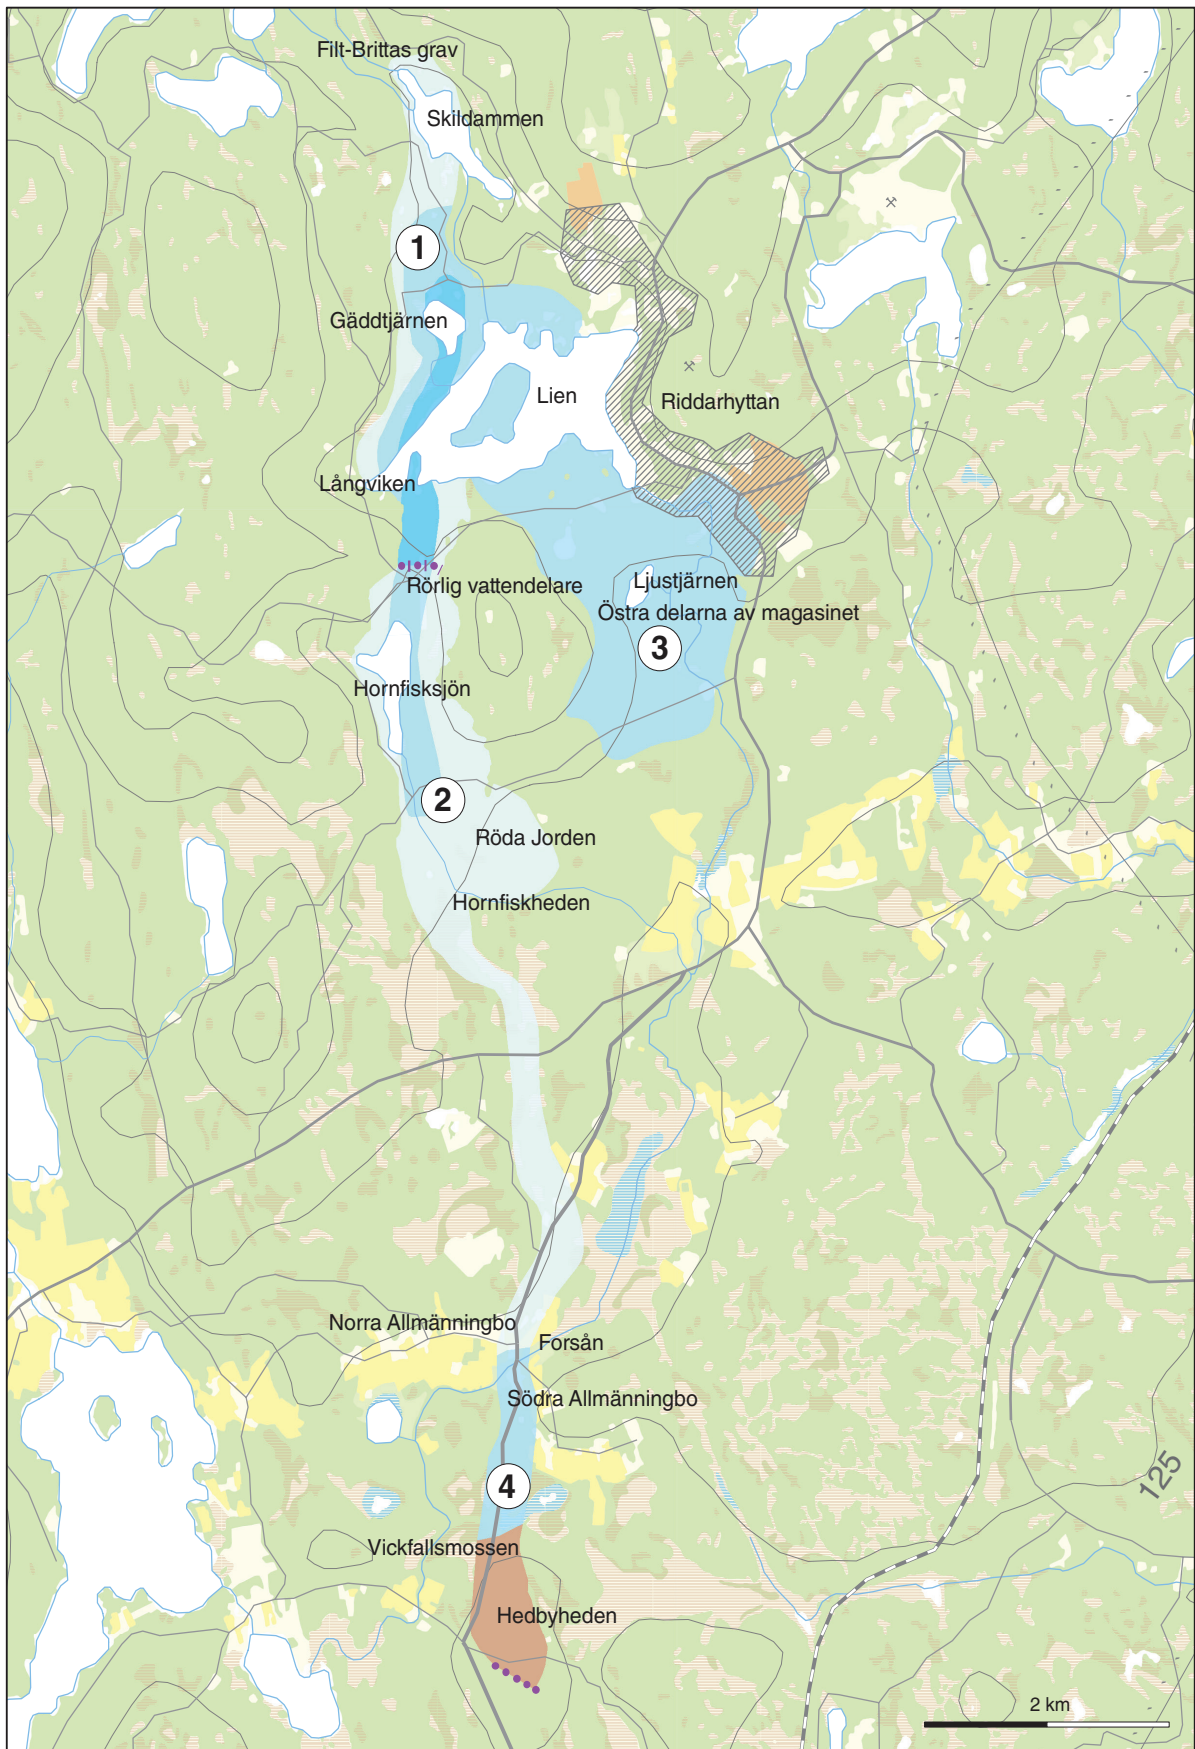 Filt-Brittas grav
Skildammen
1
Gäddtjärnen
Lien
Riddarhyttan
Långviken
Rörlig vattendelare
Ljustjärnen
Östra delarna av magasinet
3
Hornfisksjön
2
Röda Jorden
Hornfiskheden
Norra Allmänningbo
Forsån
Södra Allmänningbo
4
125
Vickfallsmossen
Hedbyheden
2 km